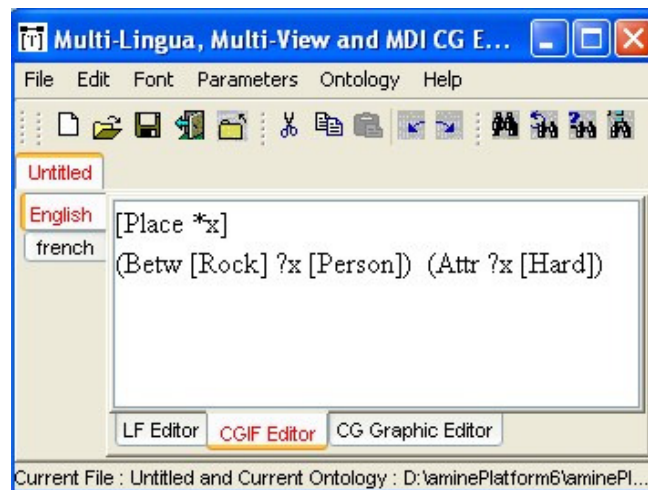 Multi-Lingua, Multi-View and MDI CG E...
File Edit Font Parameters Ontology Help
Untitled
English
french
[Place *x]
(Betw [Rock] ?x [Person]) (Attr ?x [Hard])
LF Editor CGIF Editor CG Graphic Editor
Current File : Untitled and Current Ontology : D:\aminePlatform6\aminePl...